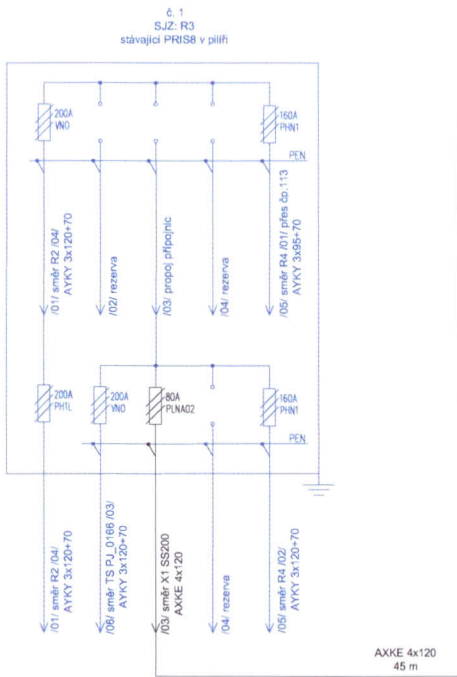 č. 1
SJZ: R3
stávající PRIS8 v pilíři
200A
VNO
160A
PHN1
PEN
/01/ směr R2 /04/
AYKY 3x120+70
/02/ rezerva
/03/ propoj přípojnic
/04/ rezerva
/05/ směr R4 /01/ přes čp.113
AYKY 3x95+70
200A
PH1L
200A
VNO
80A
PLNA02
160A
PHN1
PEN
/01/ směr R2 /04/
AYKY 3x120+70
/06/ směr TS PJ_0166 /03/
AYKY 3x120+70
/03/ směr X1 SS200
AXKE 4x120
/04/ rezerva
/05/ směr R4 /02/
AYKY 3x120+70
AXKE 4x120
45 m